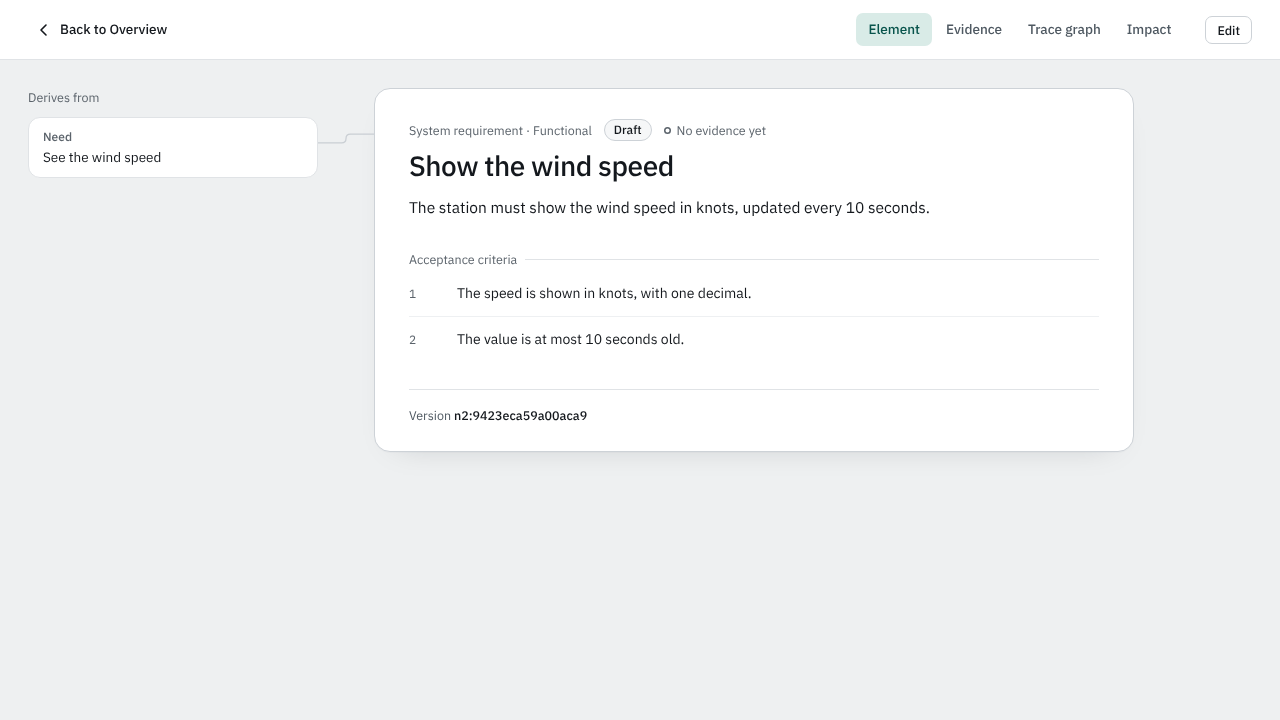 Back to Overview
Element
Evidence
Trace graph
Impact
Edit
Derives from
Need
See the wind speed
System requirement · Functional
Draft
No evidence yet
Show the wind speed
The station must show the wind speed in knots, updated every 10 seconds.
Acceptance criteria
1 The speed is shown in knots, with one decimal.
2 The value is at most 10 seconds old.
Version n2:9423eca59a00aca9